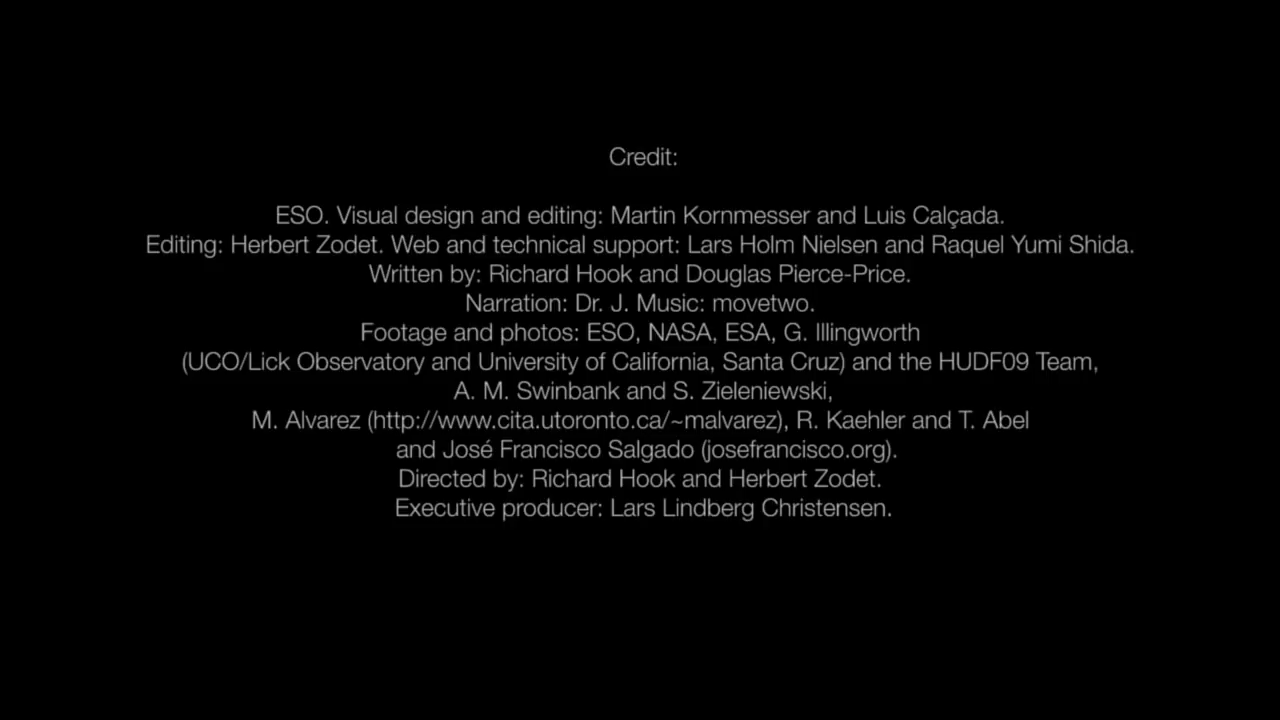 Credit:
ESO. Visual design and editing: Martin Kornmesser and Luis Calçada.
Editing: Herbert Zodet. Web and technical support: Lars Holm Nielsen and Raquel Yumi Shida.
Written by: Richard Hook and Douglas Pierce-Price.
Narration: Dr. J. Music: movetwo.
Footage and photos: ESO, NASA, ESA, G. Illingworth
(UCO/Lick Observatory and University of California, Santa Cruz) and the HUDF09 Team,
A. M. Swinbank and S. Zieleniewski,
M. Alvarez (http://www.cita.utoronto.ca/~malvarez), R. Kaehler and T. Abel
and José Francisco Salgado (josefrancisco.org).
Directed by: Richard Hook and Herbert Zodet.
Executive producer: Lars Lindberg Christensen.